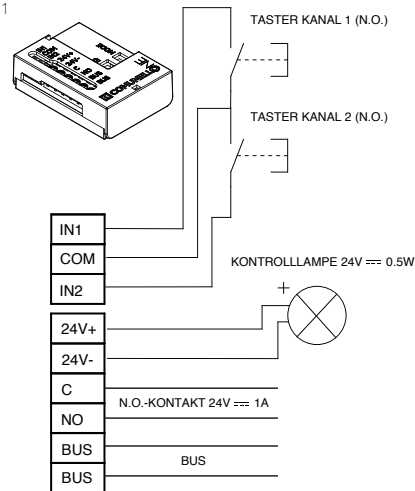 1
TASTER KANAL 1 (N.O.)
COMUNELLO
TASTER KANAL 2 (N.O.)
IN1
COM
IN2
KONTROLLLAMPE 24V ⎓ 0.5W
+
24V+
24V-
C
NO
N.O.-KONTAKT 24V ⎓ 1A
BUS
BUS
BUS